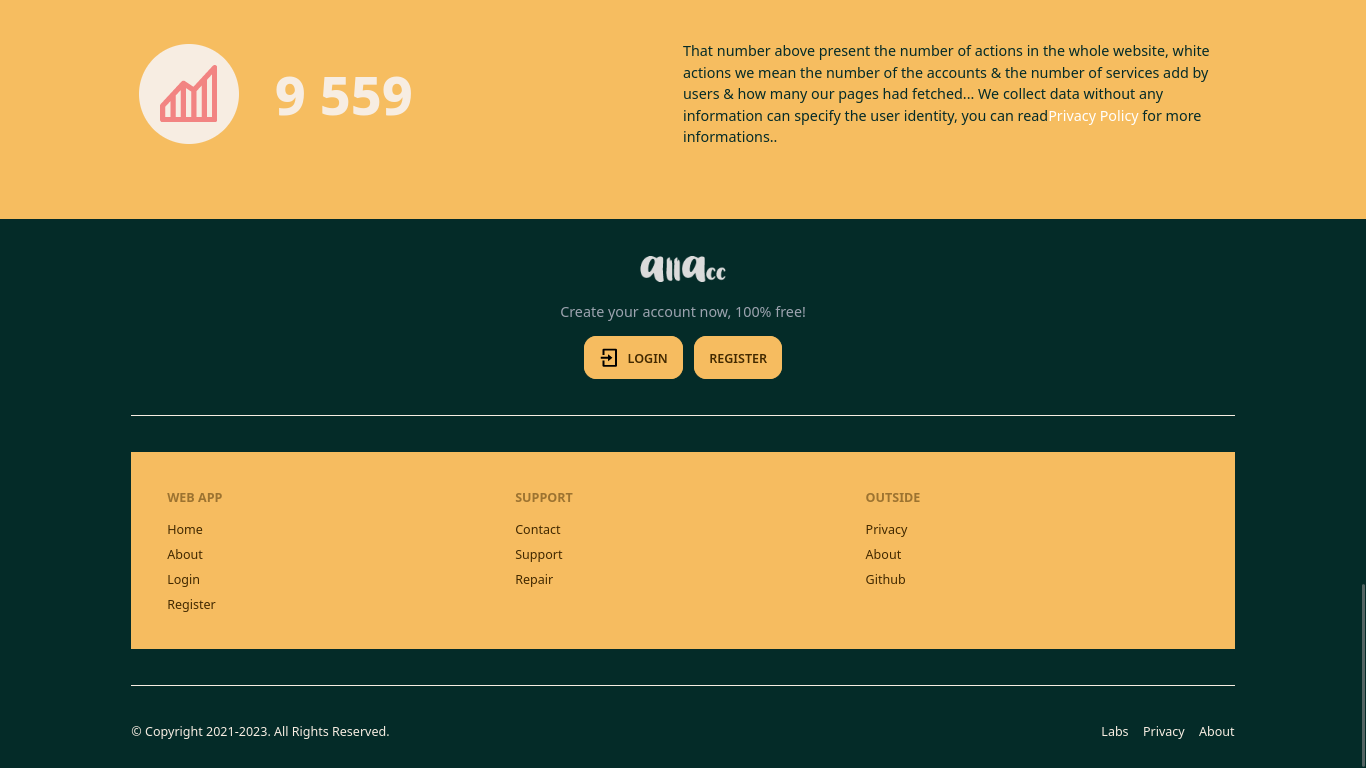 9 559
That number above present the number of actions in the whole website, white
actions we mean the number of the accounts & the number of services add by
users & how many our pages had fetched... We collect data without any
information can specify the user identity, you can readPrivacy Policy for more
informations..
allacc
Create your account now, 100% free!
LOGIN
REGISTER
WEB APP
Home
About
Login
Register
SUPPORT
Contact
Support
Repair
OUTSIDE
Privacy
About
Github
© Copyright 2021-2023. All Rights Reserved.
Labs Privacy About